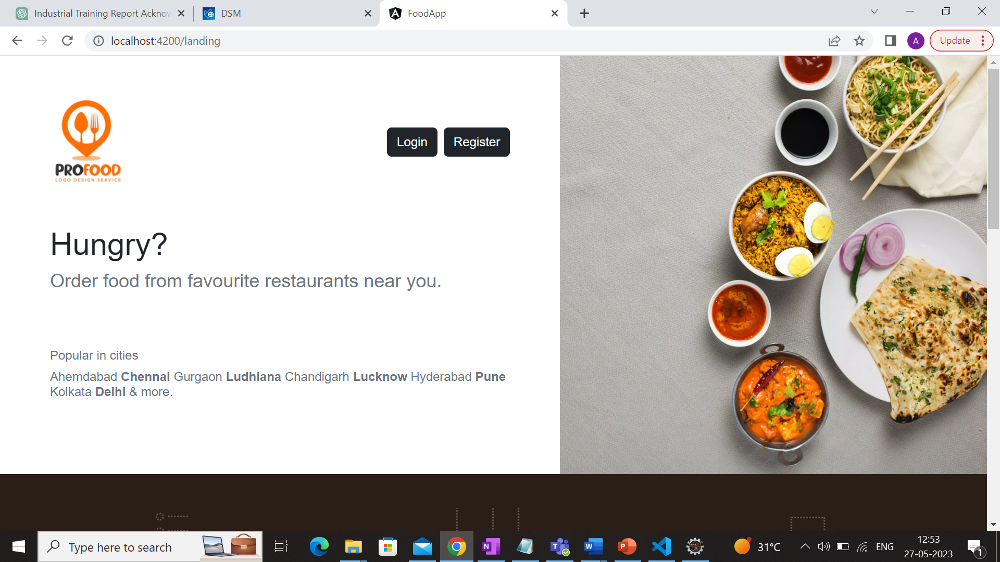 Industrial Training Report Acknow
DSM
FoodApp
localhost:4200/landing
A
Update
PROFOOD
LOGO DESIGN SERVICE
Login
Register
Hungry?
Order food from favourite restaurants near you.
Popular in cities
Ahemdabad Chennai Gurgaon Ludhiana Chandigarh Lucknow Hyderabad Pune
Kolkata Delhi & more.
Type here to search
31°C
ENG
12:53
27-05-2023
1